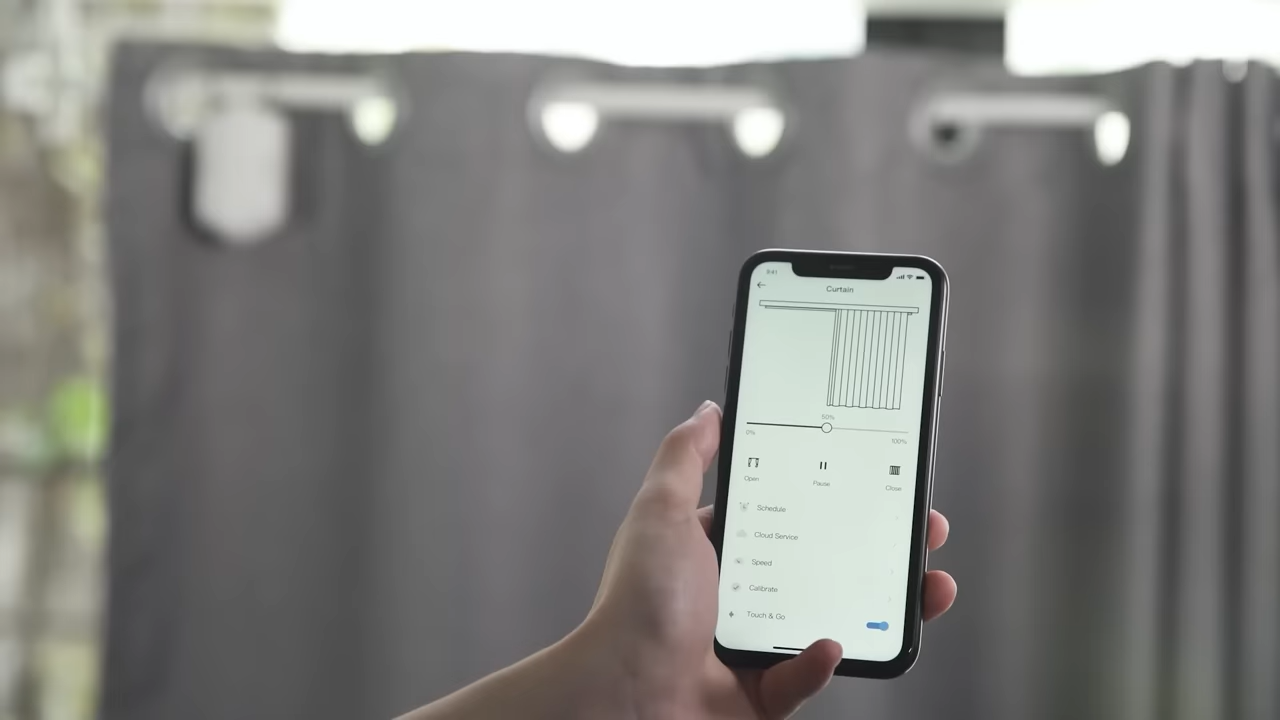 9:41
Curtain
50%
0%
100%
Open
Pause
Close
Schedule
Cloud Service
Speed
Calibrate
Touch & Go